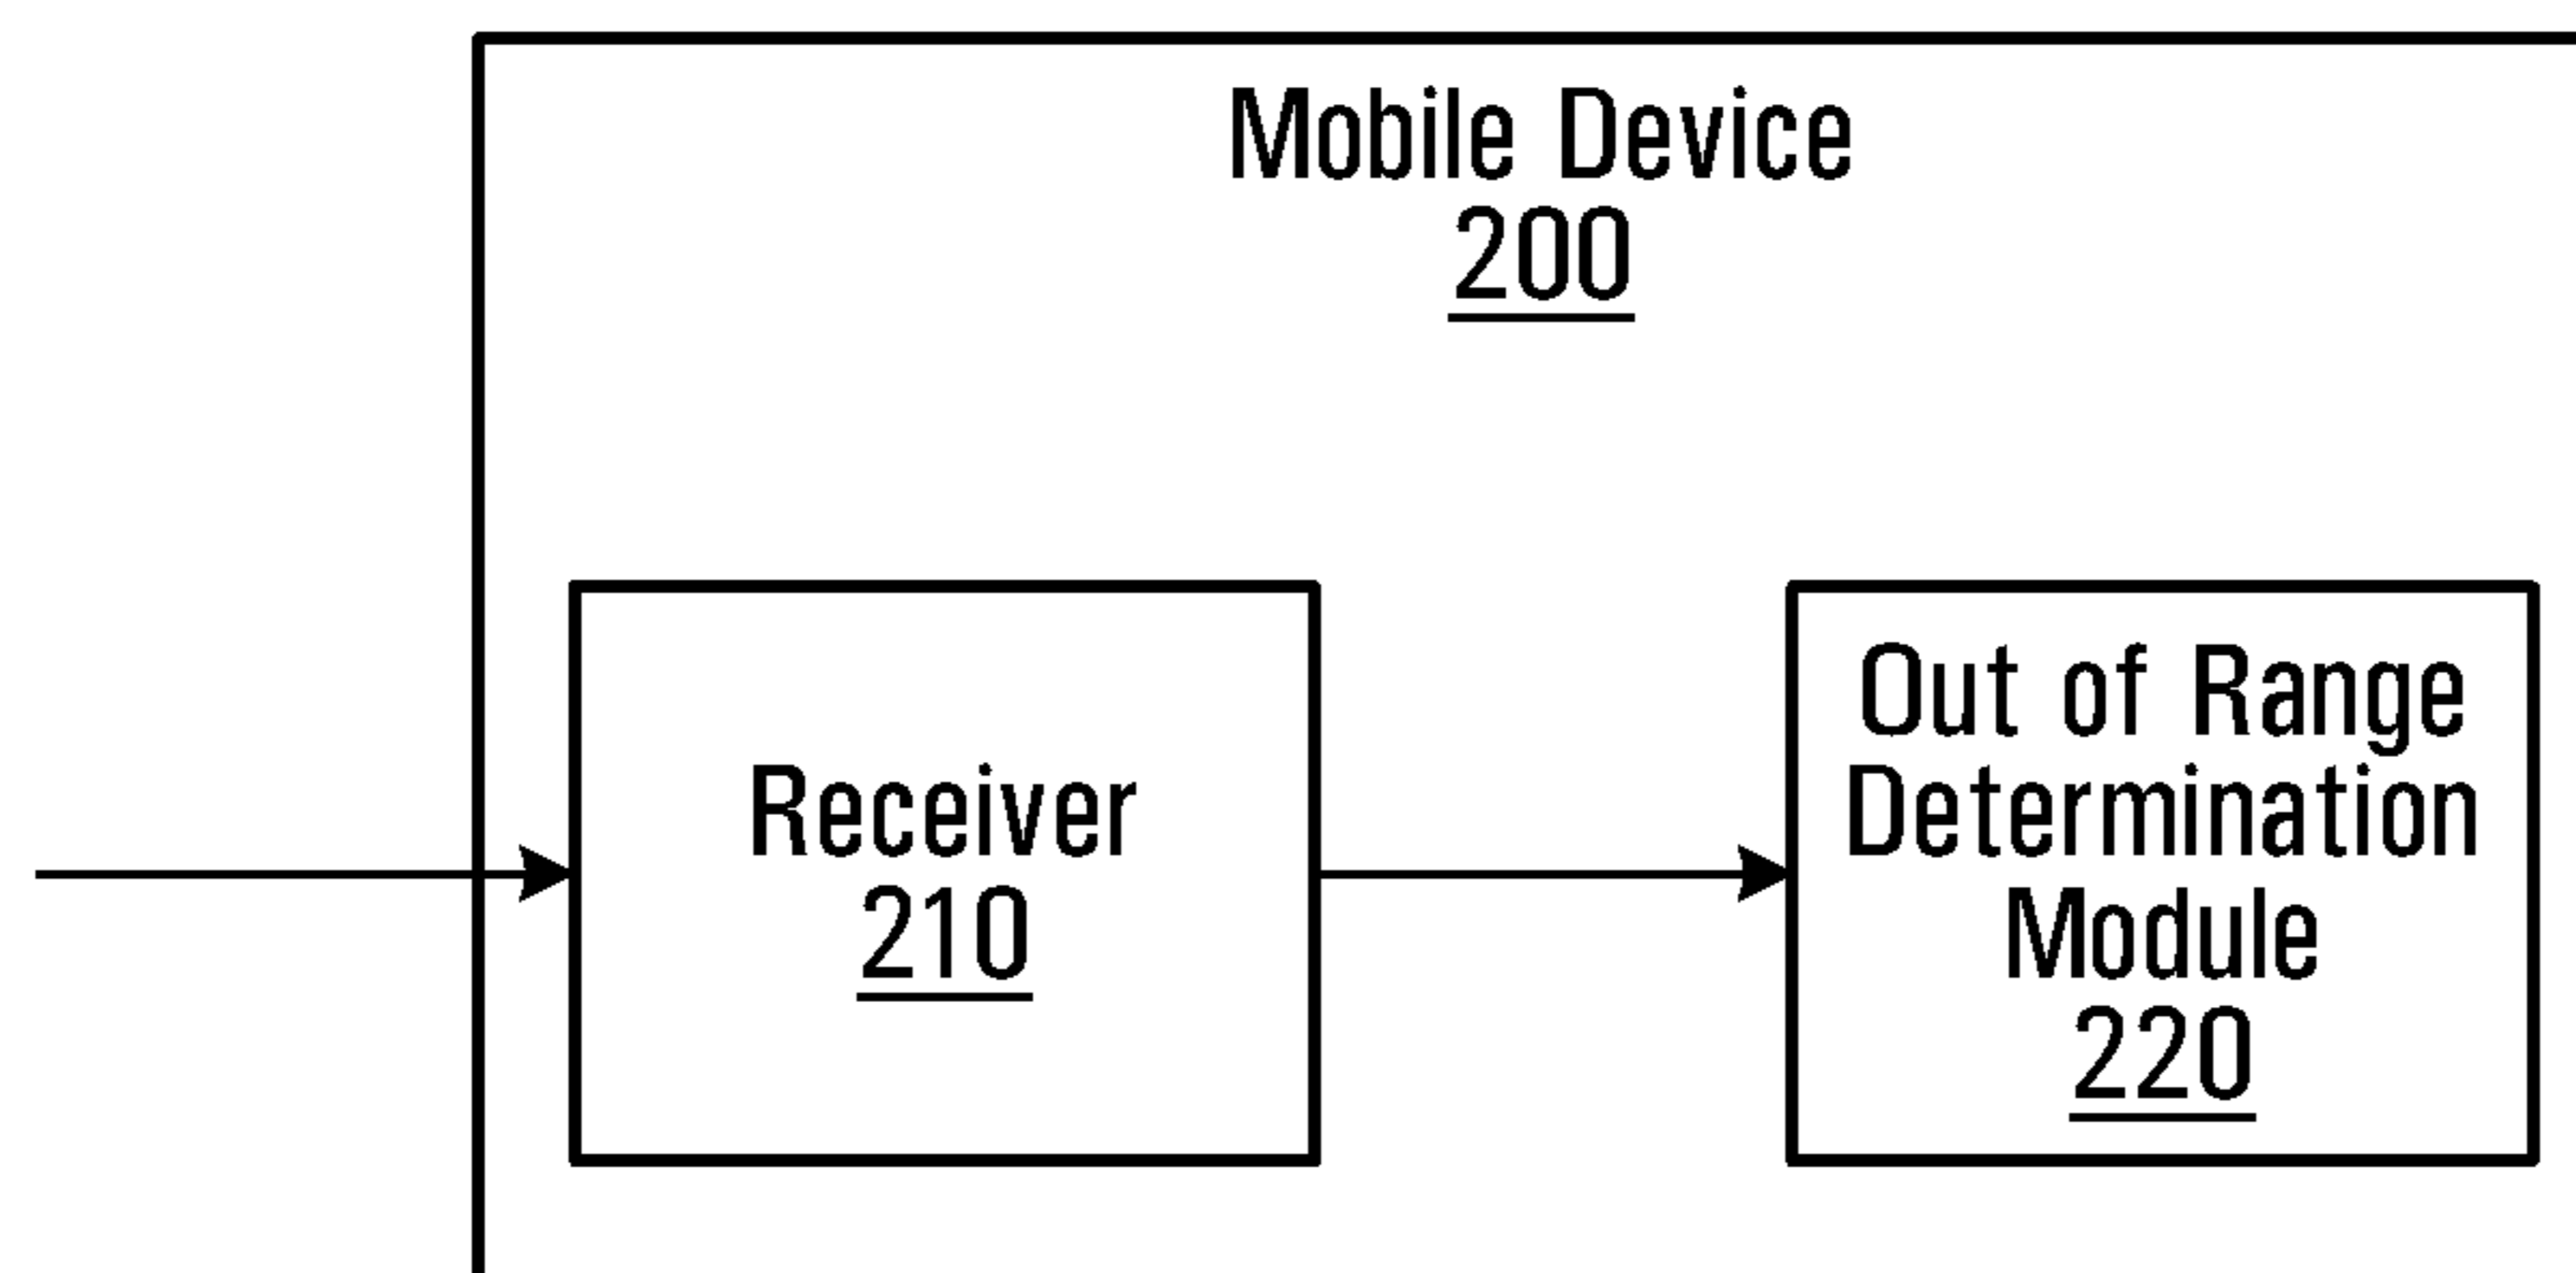 Mobile Device
200
Receiver
210
Out of Range
Determination
Module
220